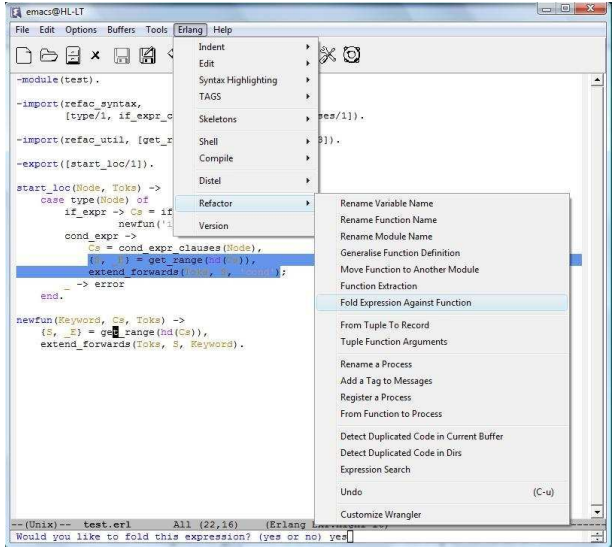 emacs@HL-LT
File Edit Options Buffers Tools Erlang Help
Indent
Edit
Syntax Highlighting
TAGS
Skeletons
Shell
Compile
Distel
Refactor
Version
-module(test).
-import(refac_syntax,
[type/1, if_expr_c ses/1]).
-import(refac_util, [get_r 3]).
-export([start_loc/1]).
start_loc(Node, Toks) ->
case type(Node) of
if_expr -> Cs = if
newfun('i
cond_expr ->
Cs = cond_expr_clauses(Node),
{S, _E} = get_range(hd(Cs)),
extend_forwards(Toks, S, 'cond');
_ -> error
end.
newfun(Keyword, Cs, Toks) ->
{S, _E} = get_range(hd(Cs)),
extend_forwards(Toks, S, Keyword).
Rename Variable Name
Rename Function Name
Rename Module Name
Generalise Function Definition
Move Function to Another Module
Function Extraction
Fold Expression Against Function
From Tuple To Record
Tuple Function Arguments
Rename a Process
Add a Tag to Messages
Register a Process
From Function to Process
Detect Duplicated Code in Current Buffer
Detect Duplicated Code in Dirs
Expression Search
Undo (C-u)
Customize Wrangler
--(Unix)-- test.erl All (22,16) (Erlang
Would you like to fold this expression? (yes or no) yes